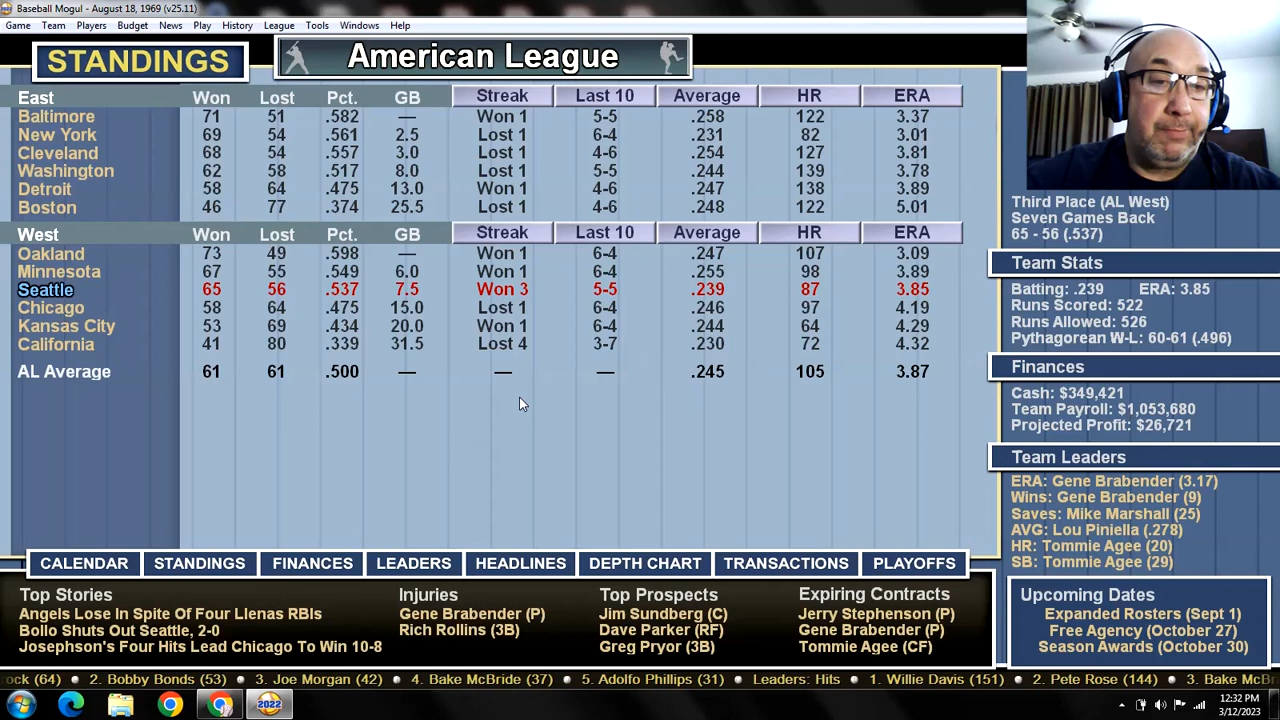 Baseball Mogul - August 18, 1969 (v25.11)
Game Team Players Budget News Play History League Tools Windows Help
STANDINGS
American League
East Won Lost Pct. GB Streak Last 10 Average HR ERA
Baltimore 71 51 .582 — Won 1 5-5 .258 122 3.37
New York 69 54 .561 2.5 Lost 1 6-4 .231 82 3.01
Cleveland 68 54 .557 3.0 Lost 1 4-6 .254 127 3.81
Washington 62 58 .517 8.0 Lost 1 5-5 .244 139 3.78
Detroit 58 64 .475 13.0 Won 1 4-6 .247 138 3.89
Boston 46 77 .374 25.5 Lost 1 4-6 .248 122 5.01
West Won Lost Pct. GB Streak Last 10 Average HR ERA
Oakland 73 49 .598 — Won 1 6-4 .247 107 3.09
Minnesota 67 55 .549 6.0 Won 1 6-4 .255 98 3.89
Seattle 65 56 .537 7.5 Won 3 5-5 .239 87 3.85
Chicago 58 64 .475 15.0 Lost 1 6-4 .246 97 4.19
Kansas City 53 69 .434 20.0 Won 1 6-4 .244 64 4.29
California 41 80 .339 31.5 Lost 4 3-7 .230 72 4.32
AL Average 61 61 .500 — — — .245 105 3.87
Third Place (AL West)
Seven Games Back
65 - 56 (.537)
Team Stats
Batting: .239 ERA: 3.85
Runs Scored: 522
Runs Allowed: 526
Pythagorean W-L: 60-61 (.496)
Finances
Cash: $349,421
Team Payroll: $1,053,680
Projected Profit: $26,721
Team Leaders
ERA: Gene Brabender (3.17)
Wins: Gene Brabender (9)
Saves: Mike Marshall (25)
AVG: Lou Piniella (.278)
HR: Tommie Agee (20)
SB: Tommie Agee (29)
CALENDAR STANDINGS FINANCES LEADERS HEADLINES DEPTH CHART TRANSACTIONS PLAYOFFS
Top Stories
Angels Lose In Spite Of Four Llenas RBIs
Bollo Shuts Out Seattle, 2-0
Josephson's Four Hits Lead Chicago To Win 10-8
Injuries
Gene Brabender (P)
Rich Rollins (3B)
Top Prospects
Jim Sundberg (C)
Dave Parker (RF)
Greg Pryor (3B)
Expiring Contracts
Jerry Stephenson (P)
Gene Brabender (P)
Tommie Agee (CF)
Upcoming Dates
Expanded Rosters (Sept 1)
Free Agency (October 27)
Season Awards (October 30)
rock (64) • 2. Bobby Bonds (53) • 3. Joe Morgan (42) • 4. Bake McBride (37) • 5. Adolfo Phillips (31) • Leaders: Hits • 1. Willie Davis (151) • 2. Pete Rose (144) • 3. Bake McBr
2022
12:32 PM
3/12/2023